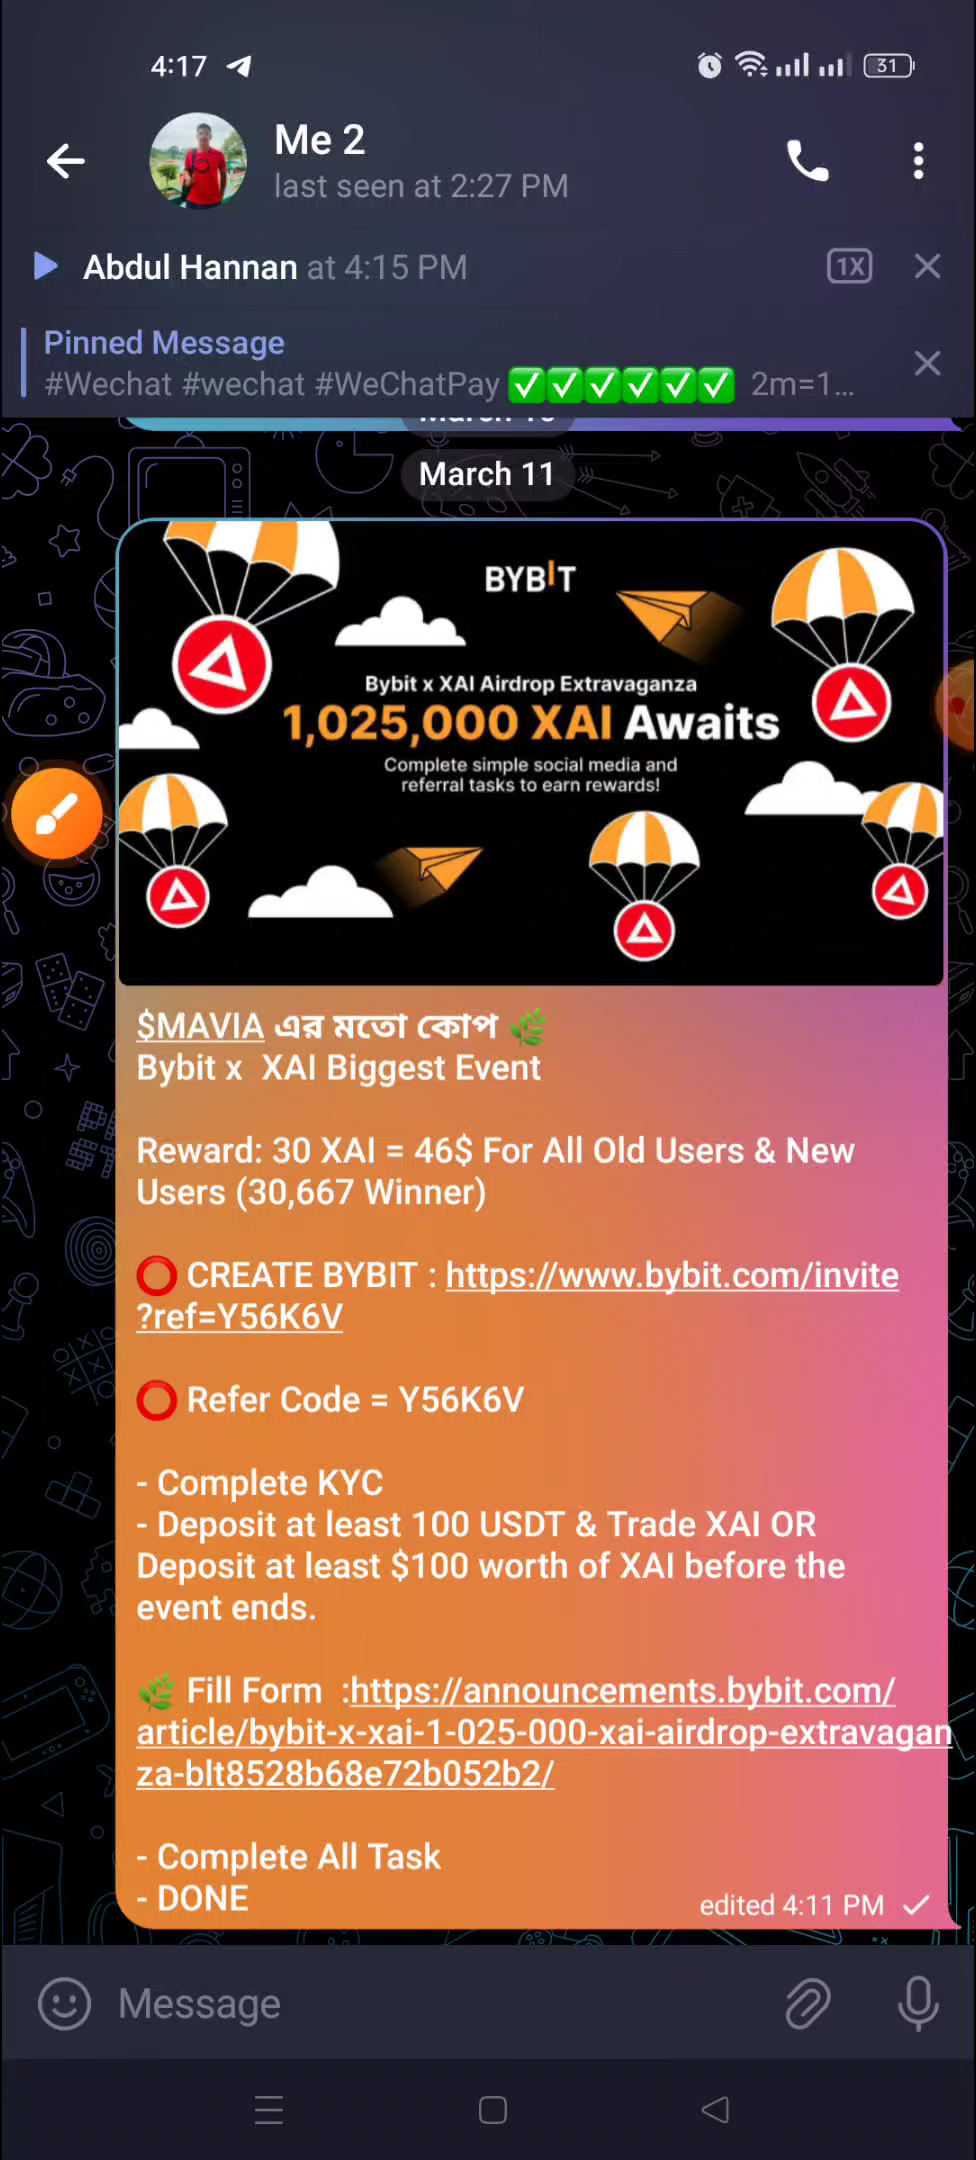 4:17
31
Me 2
last seen at 2:27 PM
Abdul Hannan at 4:15 PM
1X
Pinned Message
#Wechat #wechat #WeChatPay ✅✅✅✅✅✅ 2m=1...
March 11
BYBIT
Bybit x XAI Airdrop Extravaganza
1,025,000 XAI Awaits
Complete simple social media and
referral tasks to earn rewards!
$MAVIA এর মতো কোপ 🌿
Bybit x XAI Biggest Event
Reward: 30 XAI = 46$ For All Old Users & New
Users (30,667 Winner)
⭕ CREATE BYBIT : https://www.bybit.com/invite
?ref=Y56K6V
⭕ Refer Code = Y56K6V
- Complete KYC
- Deposit at least 100 USDT & Trade XAI OR
Deposit at least $100 worth of XAI before the
event ends.
🌿 Fill Form :https://announcements.bybit.com/
article/bybit-x-xai-1-025-000-xai-airdrop-extravagan
za-blt8528b68e72b052b2/
- Complete All Task
- DONE
edited 4:11 PM
Message